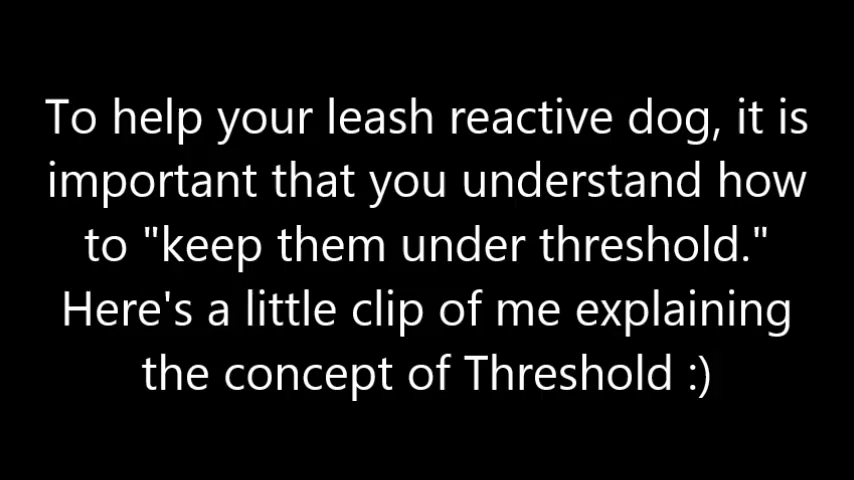 To help your leash reactive dog, it is
important that you understand how
to "keep them under threshold."
Here's a little clip of me explaining
the concept of Threshold :)